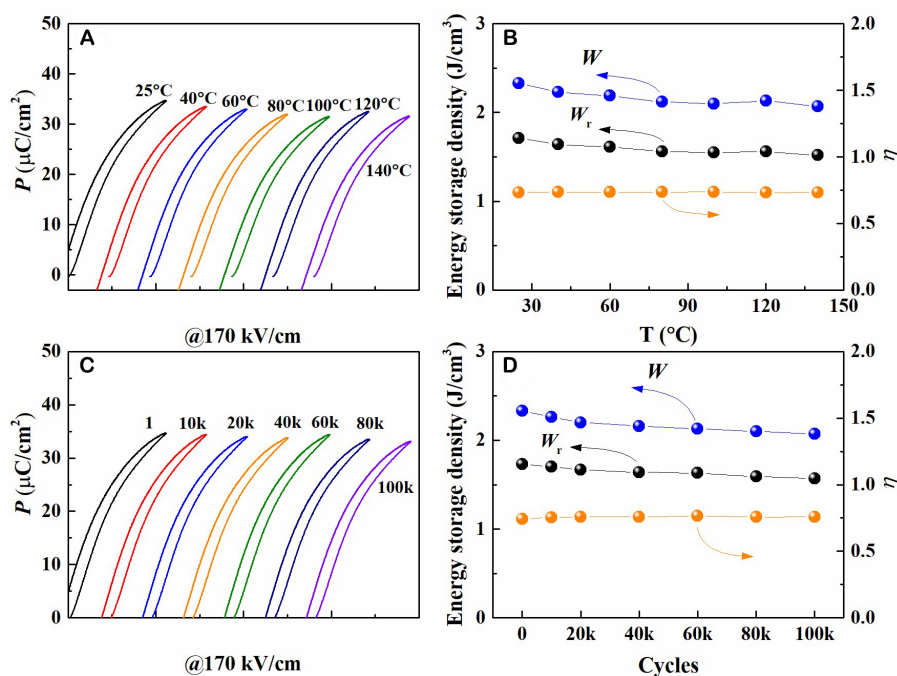 A
P (μC/cm²)
50
40
30
20
10
0
25°C
40°C
60°C
80°C
100°C
120°C
140°C
@170 kV/cm
B
Energy storage density (J/cm³)
3
2
1
0
W
Wr
2.0
1.5
1.0
0.5
0.0
η
30 60 90 120 150
T (°C)
C
P (μC/cm²)
50
40
30
20
10
0
1
10k
20k
40k
60k
80k
100k
@170 kV/cm
D
Energy storage density (J/cm³)
3
2
1
0
W
Wr
2.0
1.5
1.0
0.5
0.0
η
0 20k 40k 60k 80k 100k
Cycles